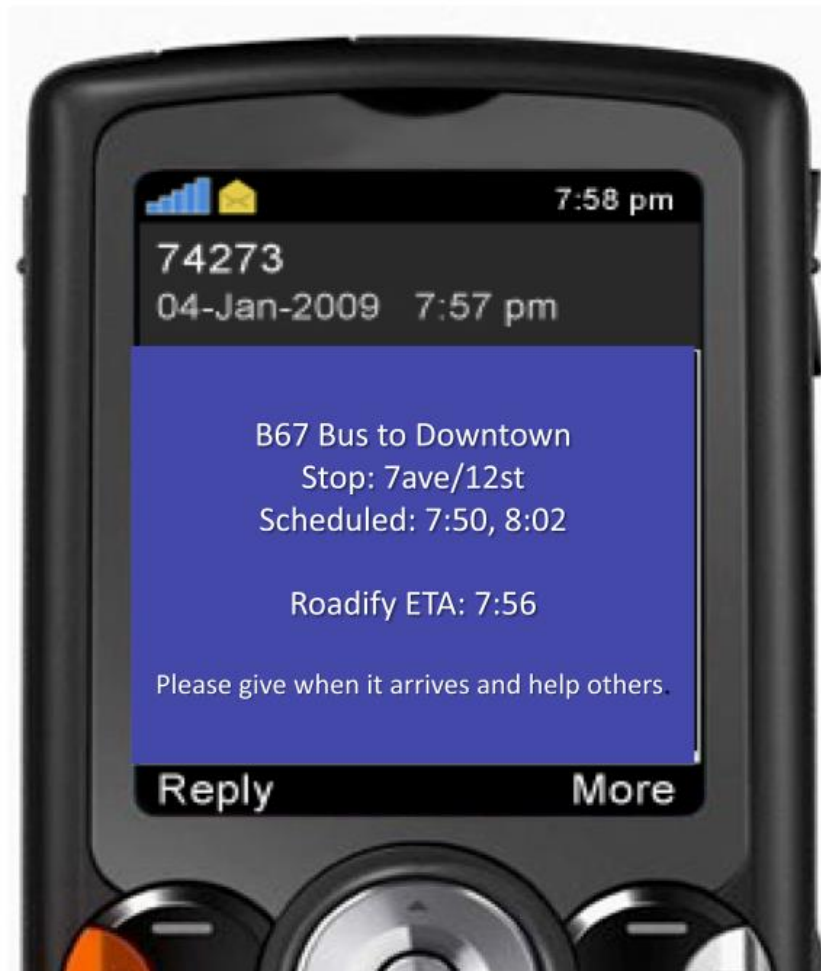 7:58 pm
74273
04-Jan-2009 7:57 pm
B67 Bus to Downtown
Stop: 7ave/12st
Scheduled: 7:50, 8:02
Roadify ETA: 7:56
Please give when it arrives and help others.
Reply More